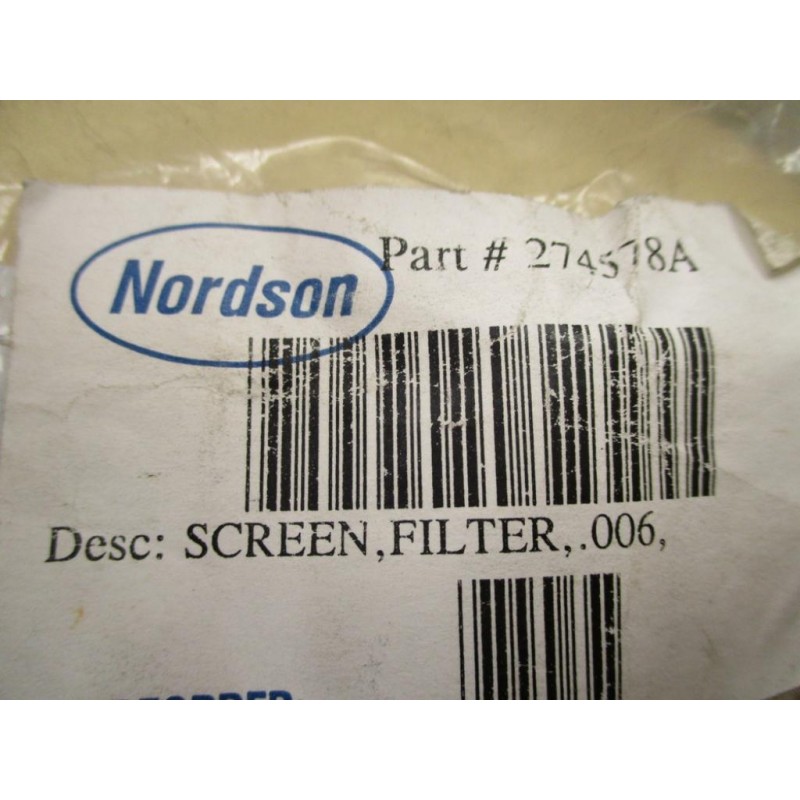 Nordson
Part # 274578A
Desc: SCREEN,FILTER,.006,